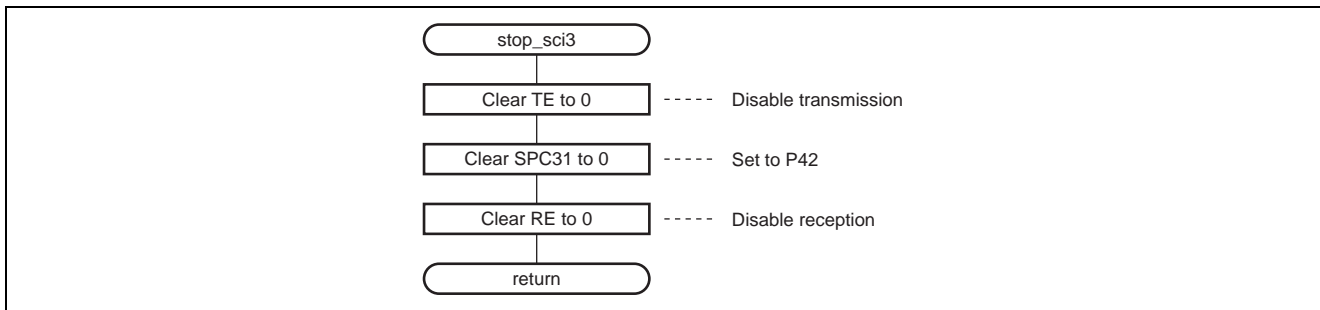 stop_sci3
Clear TE to 0 Disable transmission
Clear SPC31 to 0 Set to P42
Clear RE to 0 Disable reception
return